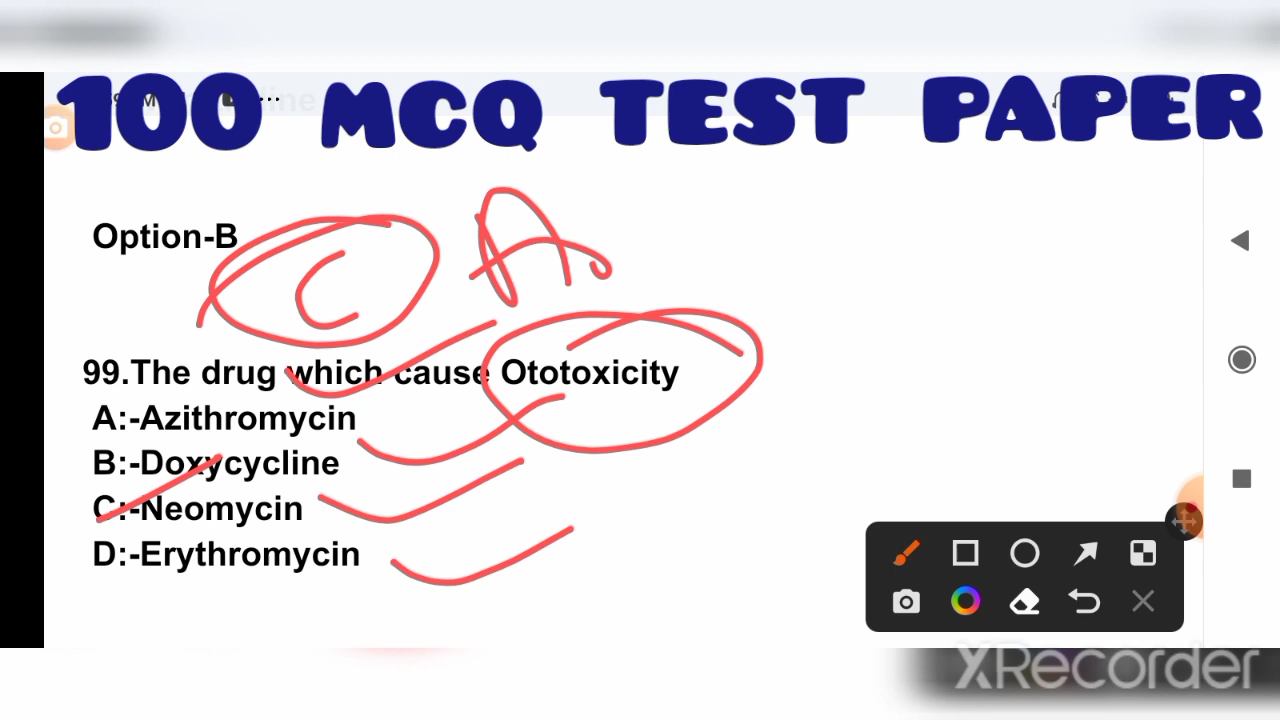 100 MCQ TEST PAPER
Option-B
C A
99.The drug which cause Ototoxicity
A:-Azithromycin
B:-Doxycycline
C:-Neomycin
D:-Erythromycin
XRecorder